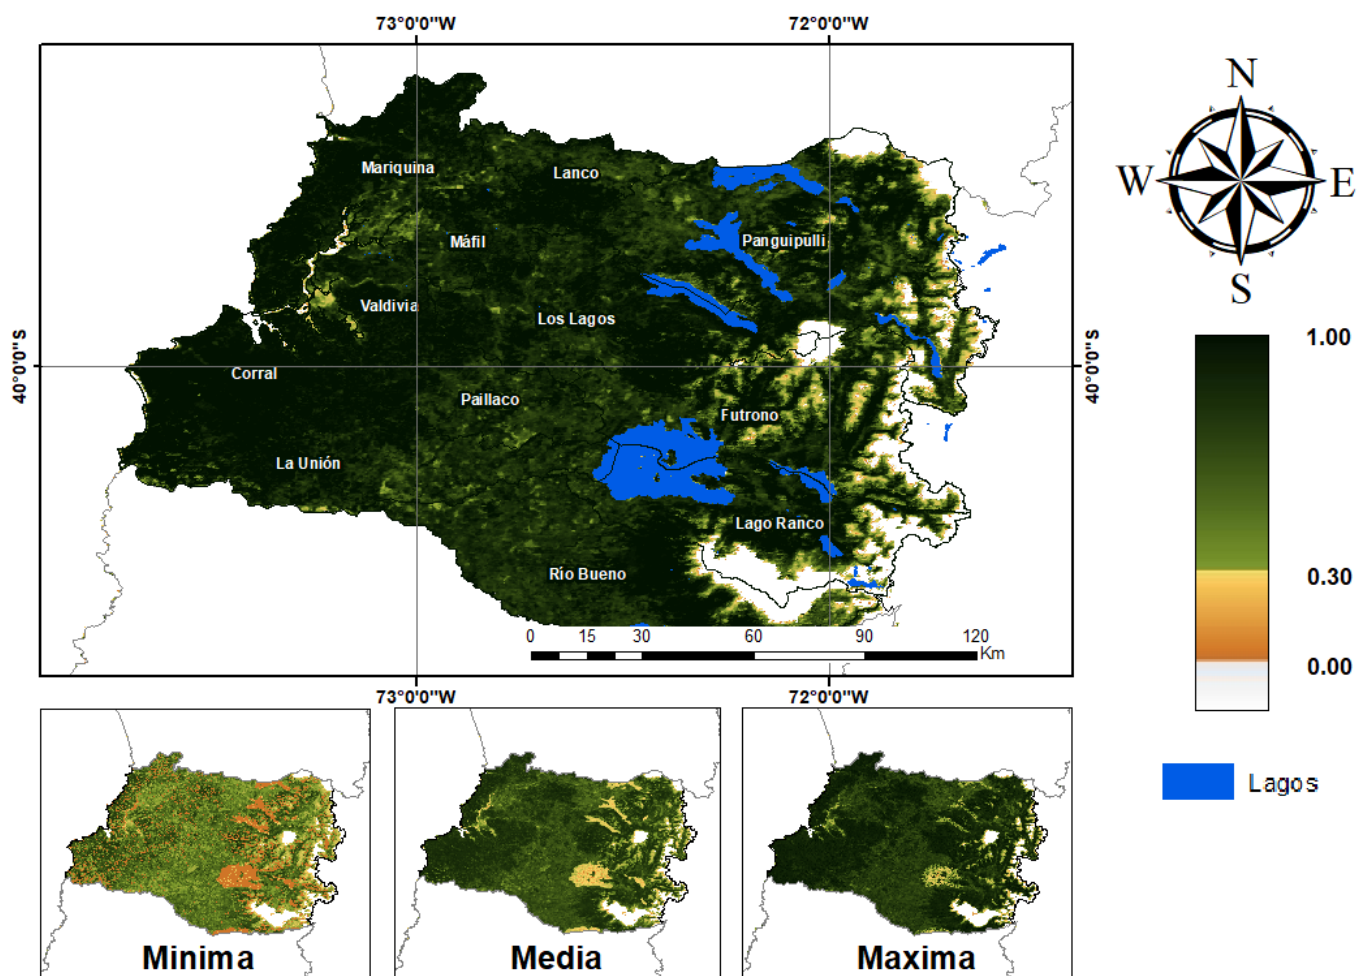 73°0'0"W 72°0'0"W
N
W E
S
Mariquina
Lanco
Máfil
Panguipulli
Valdivia
Los Lagos
1.00
40°0'0"S 40°0'0"S
Corral
Paillaco
Futrono
La Unión
Lago Ranco
Río Bueno
0.30
0 15 30 60 90 120
Km
0.00
73°0'0"W 72°0'0"W
Lagos
Minima Media Maxima